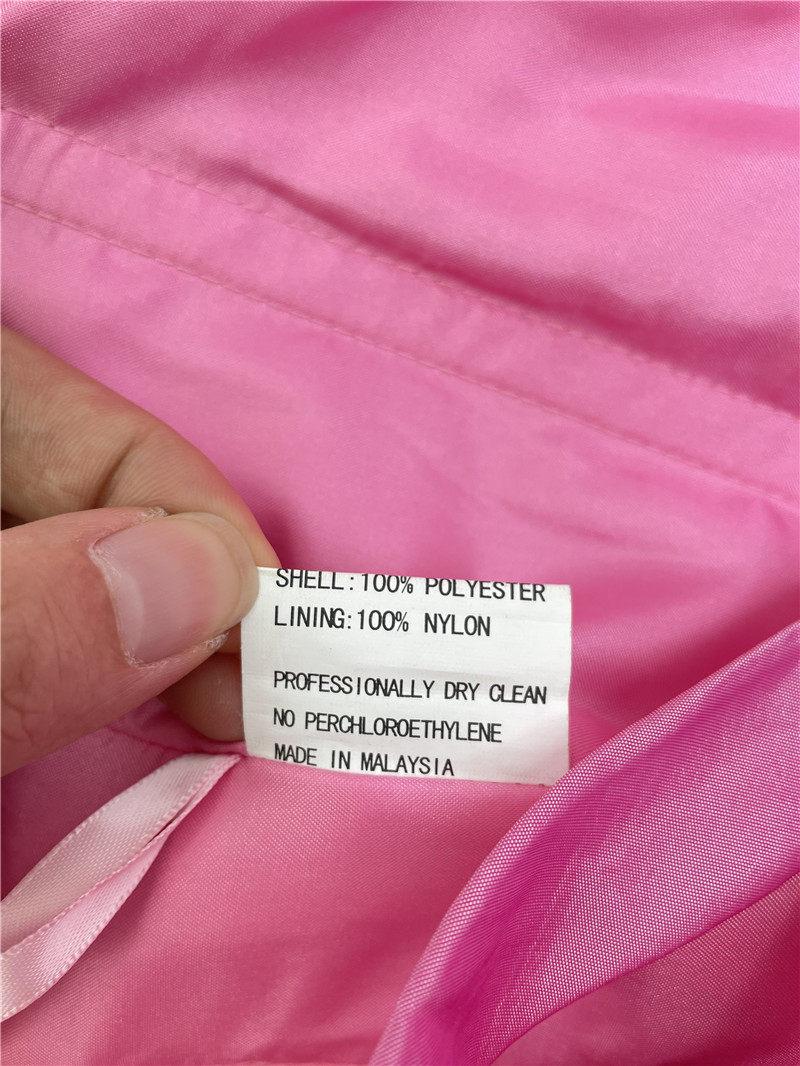 SHELL:100% POLYESTER
LINING:100% NYLON
PROFESSIONALLY DRY CLEAN
NO PERCHLOROETHYLENE
MADE IN MALAYSIA